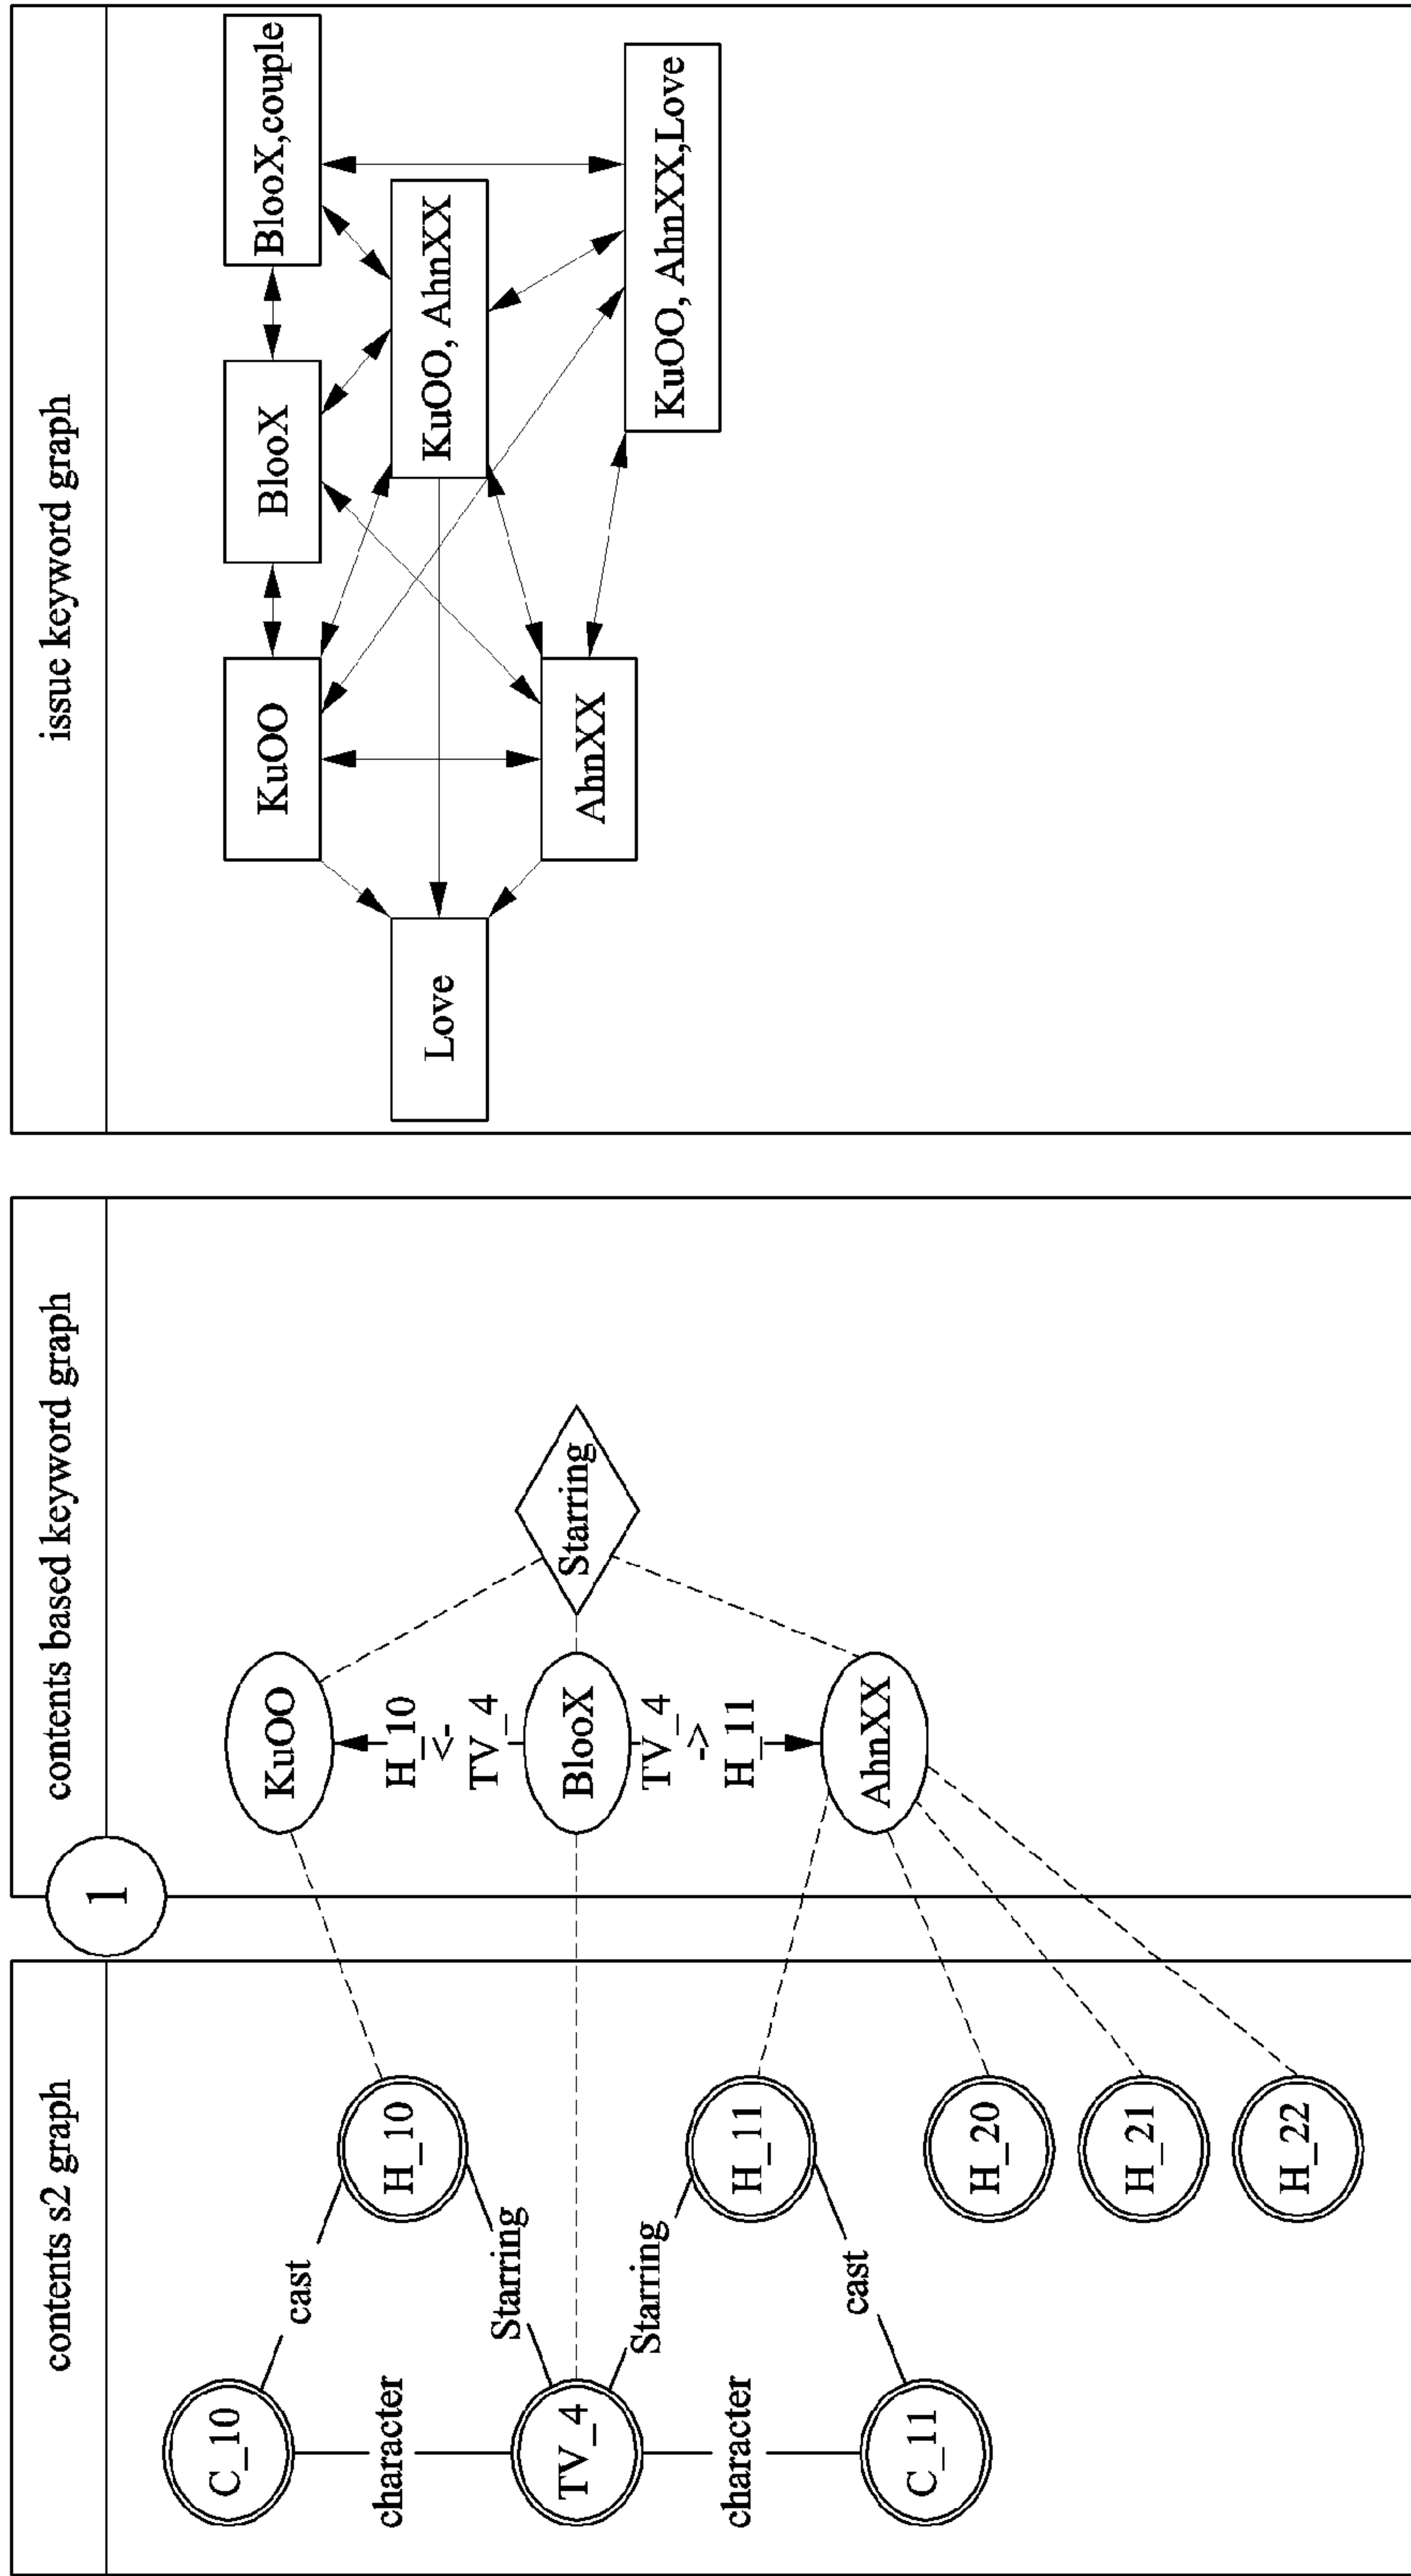 contents s2 graph
C_10
cast
H_10
character
Starring
TV_4
Starring
character
H_11
cast
C_11
H_20
H_21
H_22
1
contents based keyword graph
KuOO
H_10
<-
TV_4
BlooX
TV_4
->
H_11
AhnXX
Starring
issue keyword graph
KuOO
BlooX
BlooX,couple
Love
KuOO, AhnXX
AhnXX
KuOO, AhnXX,Love